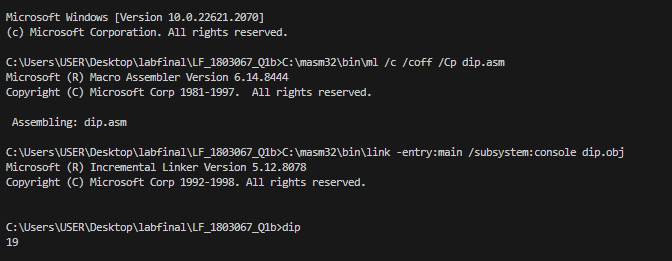 Microsoft Windows [Version 10.0.22621.2070]
(c) Microsoft Corporation. All rights reserved.
C:\Users\USER\Desktop\labfinal\LF_1803067_Q1b>C:\masm32\bin\ml /c /coff /Cp dip.asm
Microsoft (R) Macro Assembler Version 6.14.8444
Copyright (C) Microsoft Corp 1981-1997.  All rights reserved.
 Assembling: dip.asm
C:\Users\USER\Desktop\labfinal\LF_1803067_Q1b>C:\masm32\bin\link -entry:main /subsystem:console dip.obj
Microsoft (R) Incremental Linker Version 5.12.8078
Copyright (C) Microsoft Corp 1992-1998. All rights reserved.
C:\Users\USER\Desktop\labfinal\LF_1803067_Q1b>dip
19